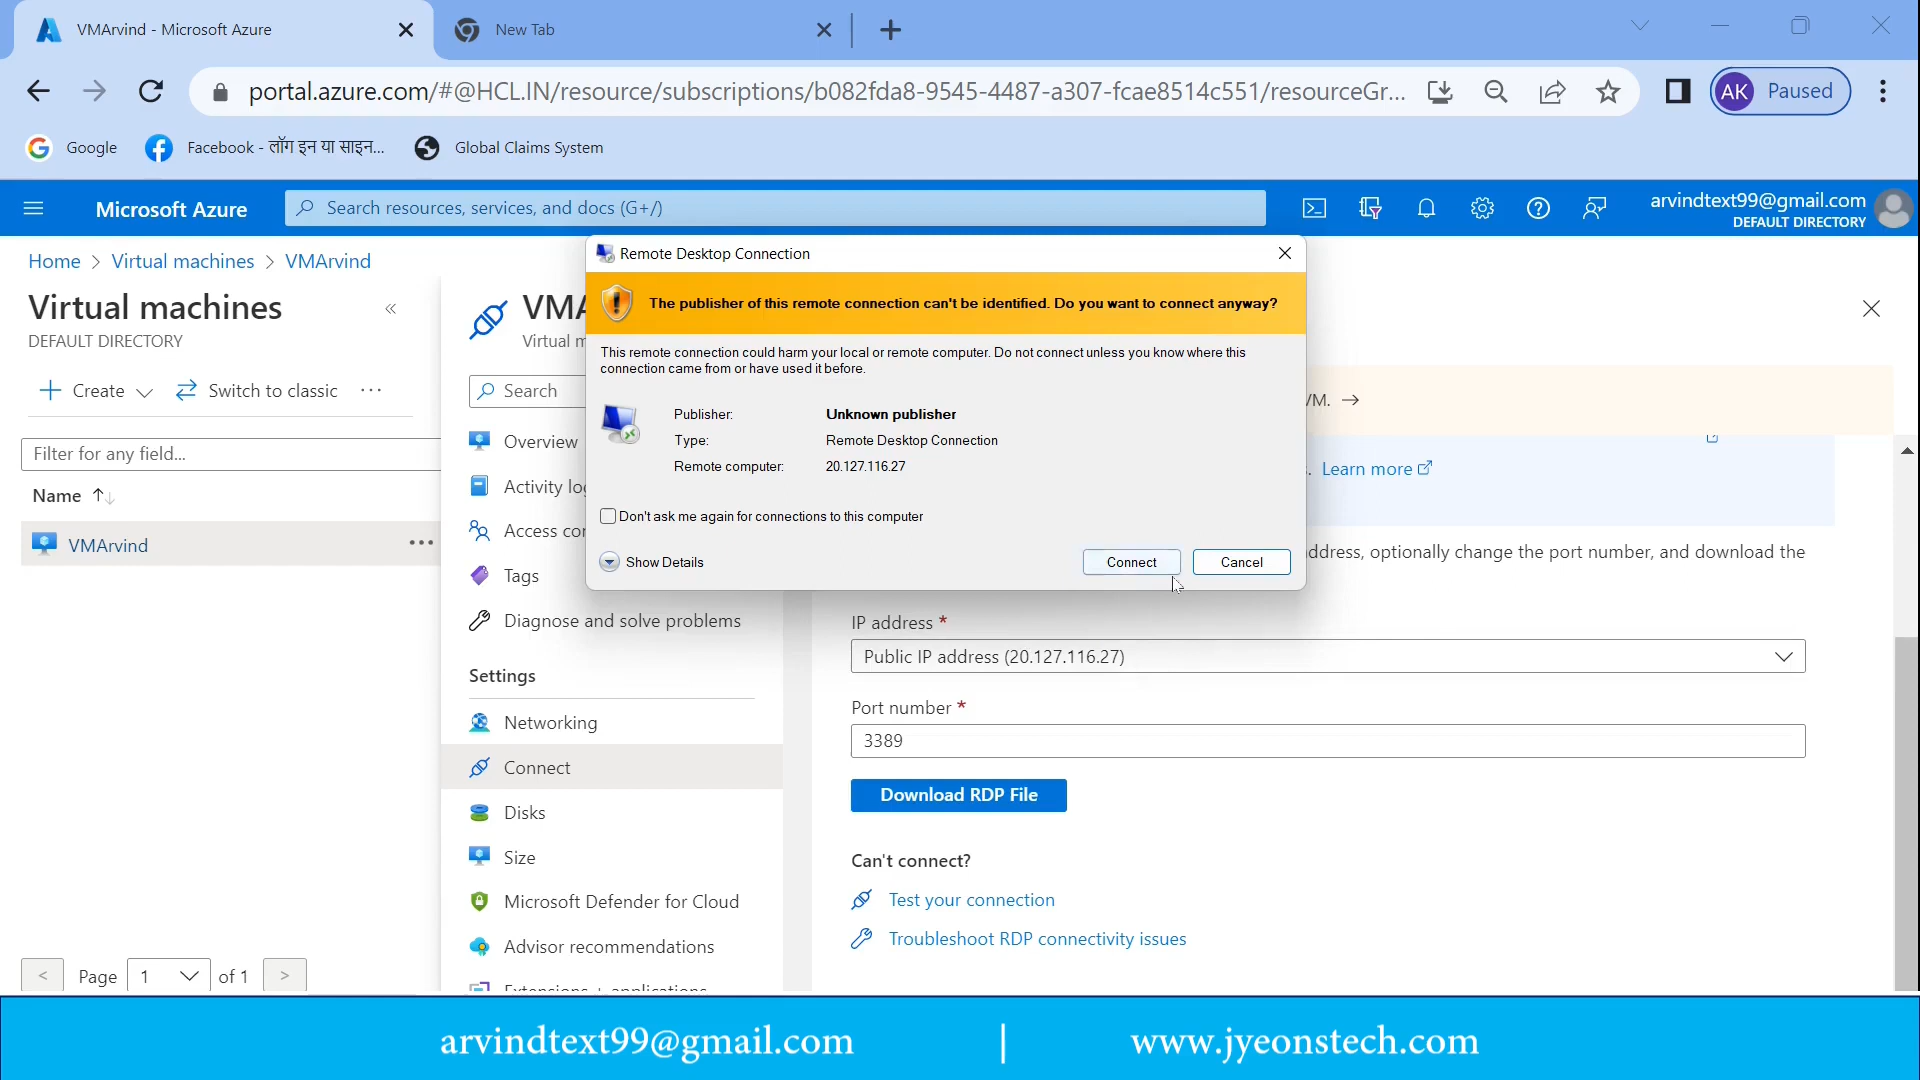 VMArvind - Microsoft Azure
New Tab
portal.azure.com/#@HCL.IN/resource/subscriptions/b082fda8-9545-4487-a307-fcae8514c551/resourceGr...
AK Paused
Google
Facebook - लॉग इन या साइन...
Global Claims System
Microsoft Azure
Search resources, services, and docs (G+/)
arvindtext99@gmail.com
DEFAULT DIRECTORY
Home > Virtual machines > VMArvind
Virtual machines
DEFAULT DIRECTORY
Create
Switch to classic
Filter for any field...
Name
VMArvind
< Page 1 of 1 >
VMA
Virtual m
Search
Overview
Activity log
Access con
Tags
Diagnose and solve problems
Settings
Networking
Connect
Disks
Size
Microsoft Defender for Cloud
Advisor recommendations
Extensions + applications
Remote Desktop Connection
The publisher of this remote connection can't be identified. Do you want to connect anyway?
This remote connection could harm your local or remote computer. Do not connect unless you know where this
connection came from or have used it before.
Publisher: Unknown publisher
Type: Remote Desktop Connection
Remote computer: 20.127.116.27
Don't ask me again for connections to this computer
Show Details
Connect
Cancel
VM. →
. Learn more
ddress, optionally change the port number, and download the
IP address *
Public IP address (20.127.116.27)
Port number *
3389
Download RDP File
Can't connect?
Test your connection
Troubleshoot RDP connectivity issues
arvindtext99@gmail.com | www.jyeonstech.com